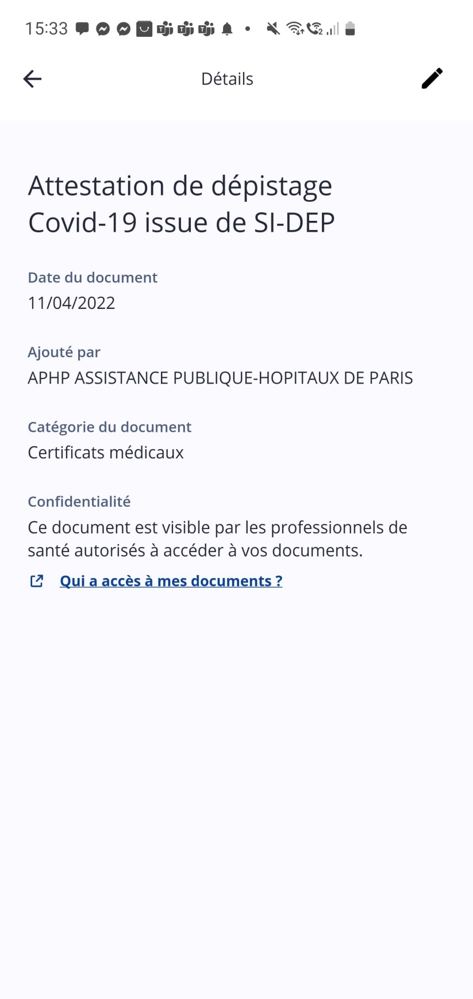 15:33
Détails
Attestation de dépistage
Covid-19 issue de SI-DEP
Date du document
11/04/2022
Ajouté par
APHP ASSISTANCE PUBLIQUE-HOPITAUX DE PARIS
Catégorie du document
Certificats médicaux
Confidentialité
Ce document est visible par les professionnels de
santé autorisés à accéder à vos documents.
Qui a accès à mes documents ?